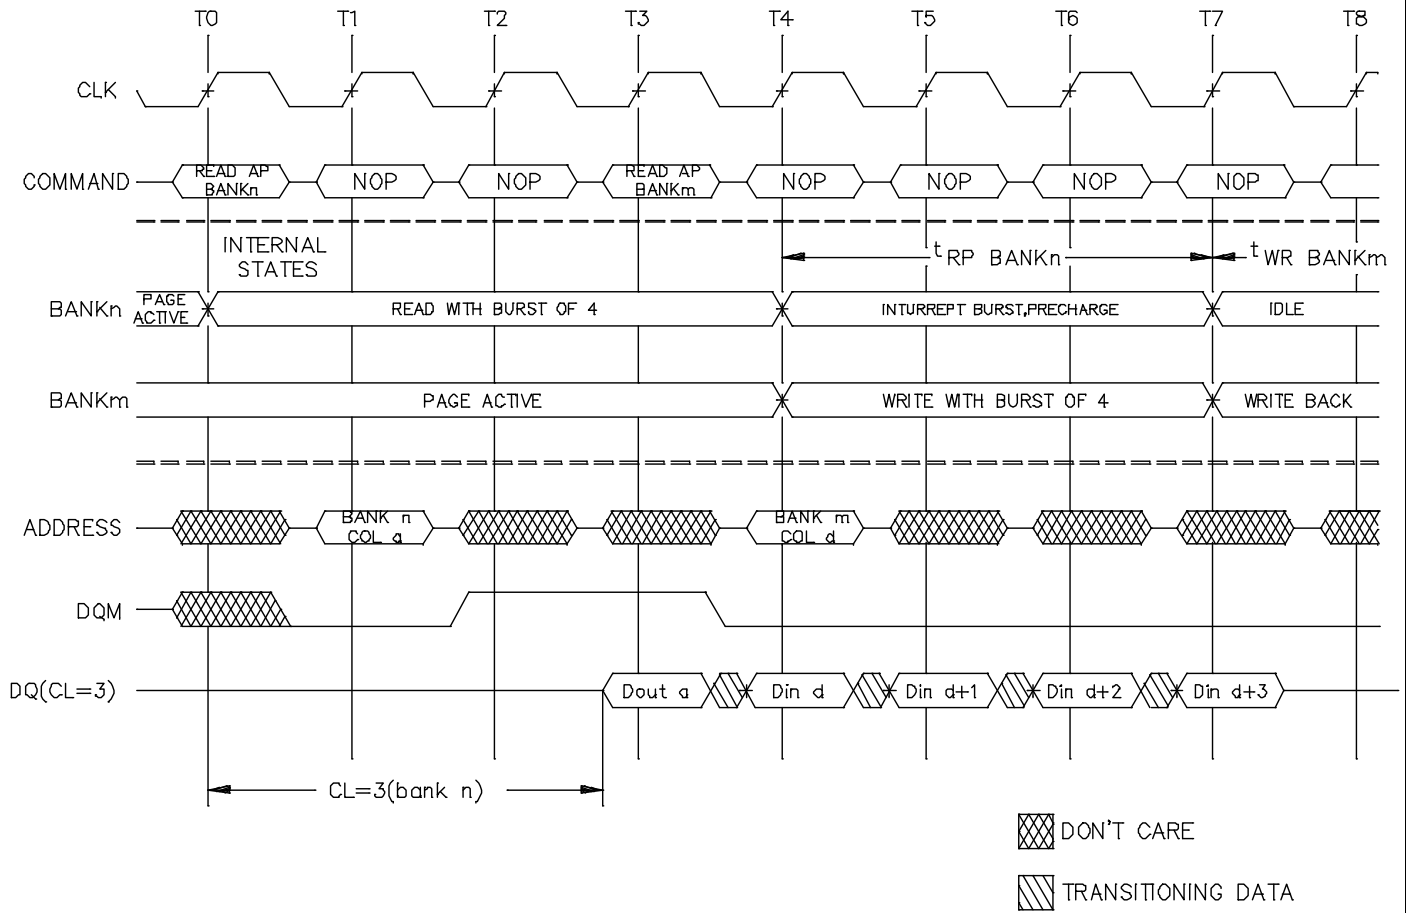 T0 T1 T2 T3 T4 T5 T6 T7 T8
CLK
COMMAND
READ AP
BANKn
NOP
NOP
READ AP
BANKm
NOP
NOP
NOP
NOP
INTERNAL
STATES
tRP BANKn
tWR BANKm
BANKn
PAGE
ACTIVE
READ WITH BURST OF 4
INTURREPT BURST,PRECHARGE
IDLE
BANKm
PAGE ACTIVE
WRITE WITH BURST OF 4
WRITE BACK
ADDRESS
BANK n
COL a
BANK m
COL d
DQM
DQ(CL=3)
Dout a
Din d
Din d+1
Din d+2
Din d+3
CL=3(bank n)
DON'T CARE
TRANSITIONING DATA